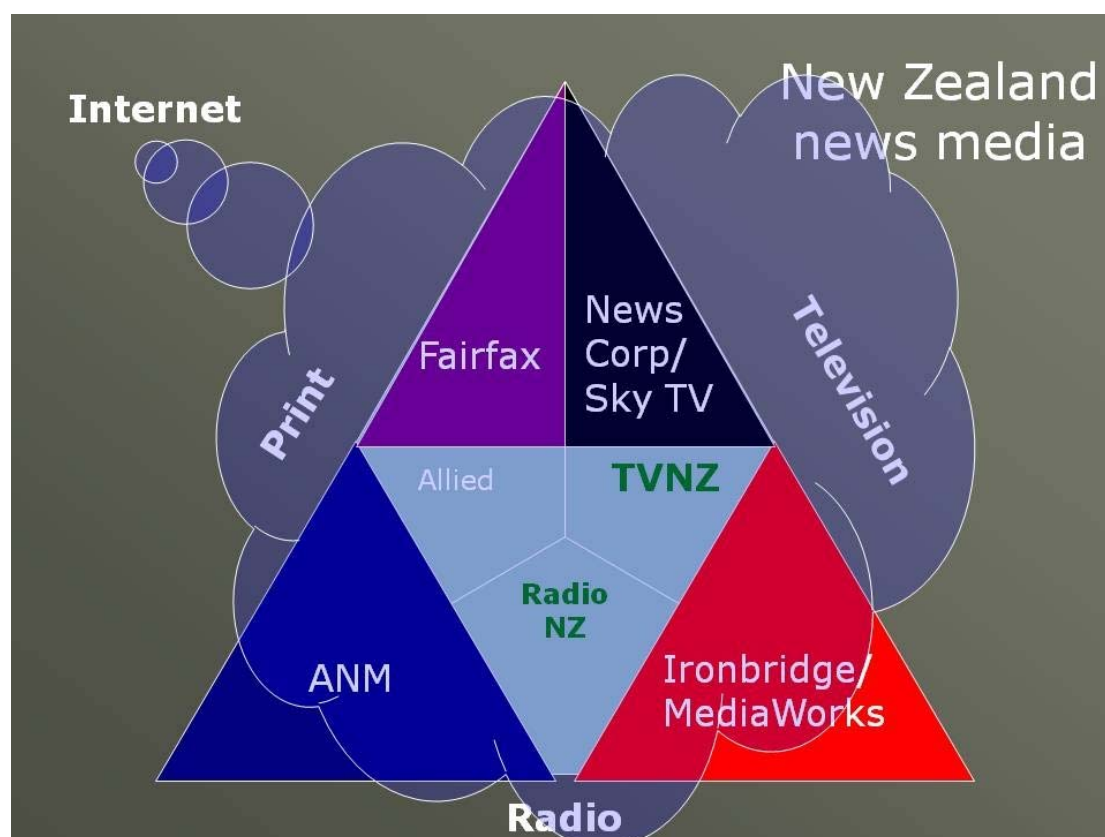 Internet
New Zealand
news media
Print
Television
Fairfax
News
Corp/
Sky TV
Allied
TVNZ
Radio
NZ
ANM
Ironbridge/
MediaWorks
Radio